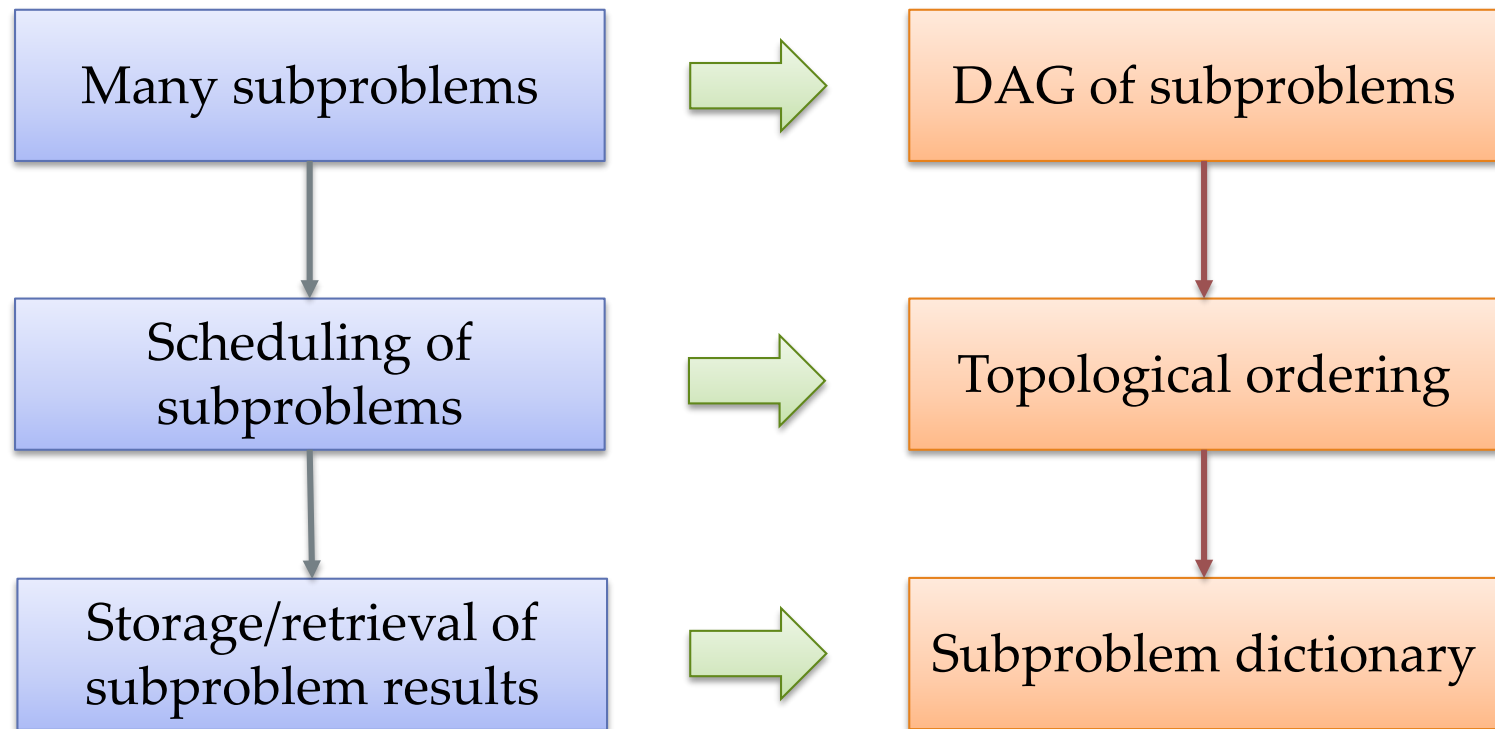 Many subproblems
DAG of subproblems
Scheduling of
subproblems
Topological ordering
Storage/retrieval of
subproblem results
Subproblem dictionary